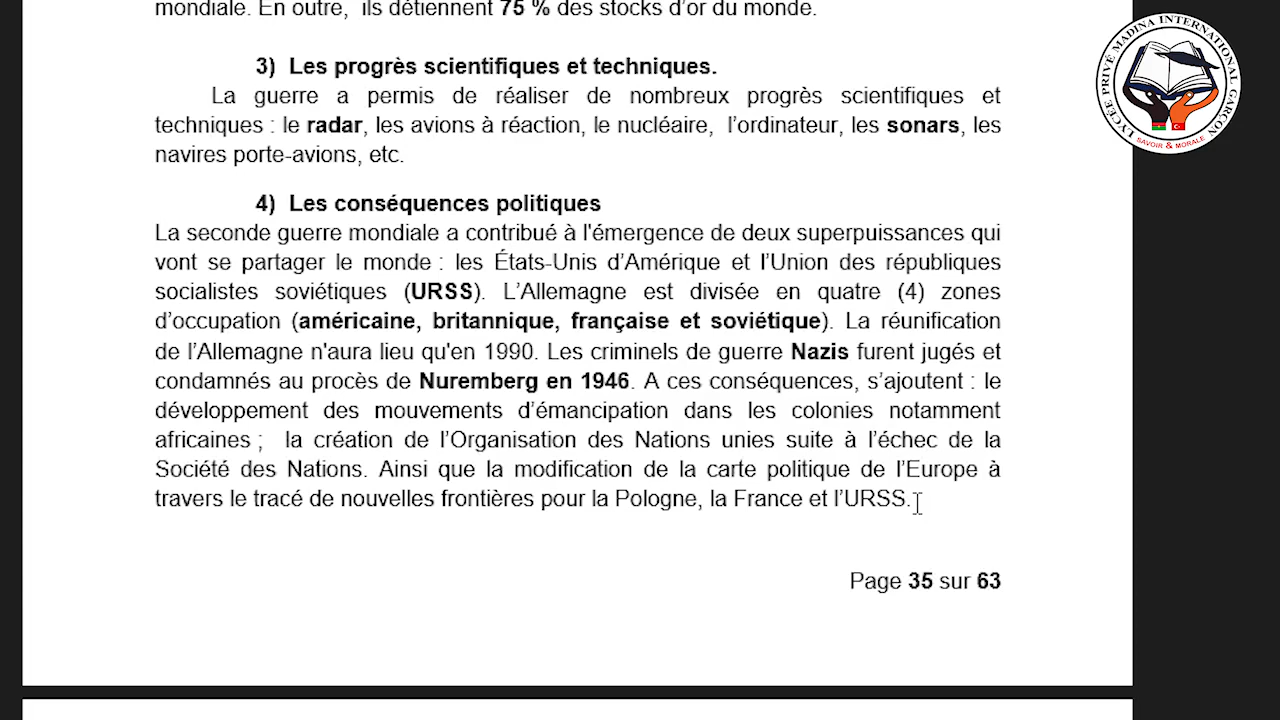 mondiale. En outre, ils détiennent 75 % des stocks d’or du monde.
3) Les progrès scientifiques et techniques.
La guerre a permis de réaliser de nombreux progrès scientifiques et
techniques : le radar, les avions à réaction, le nucléaire, l’ordinateur, les sonars, les
navires porte-avions, etc.
4) Les conséquences politiques
La seconde guerre mondiale a contribué à l'émergence de deux superpuissances qui
vont se partager le monde : les États-Unis d’Amérique et l’Union des républiques
socialistes soviétiques (URSS). L’Allemagne est divisée en quatre (4) zones
d’occupation (américaine, britannique, française et soviétique). La réunification
de l’Allemagne n'aura lieu qu'en 1990. Les criminels de guerre Nazis furent jugés et
condamnés au procès de Nuremberg en 1946. A ces conséquences, s’ajoutent : le
développement des mouvements d’émancipation dans les colonies notamment
africaines ; la création de l’Organisation des Nations unies suite à l’échec de la
Société des Nations. Ainsi que la modification de la carte politique de l’Europe à
travers le tracé de nouvelles frontières pour la Pologne, la France et l’URSS.
Page 35 sur 63
LYCÉE PRIVÉ MADINA INTERNATIONAL GARÇON
SAVOIR & MORALE